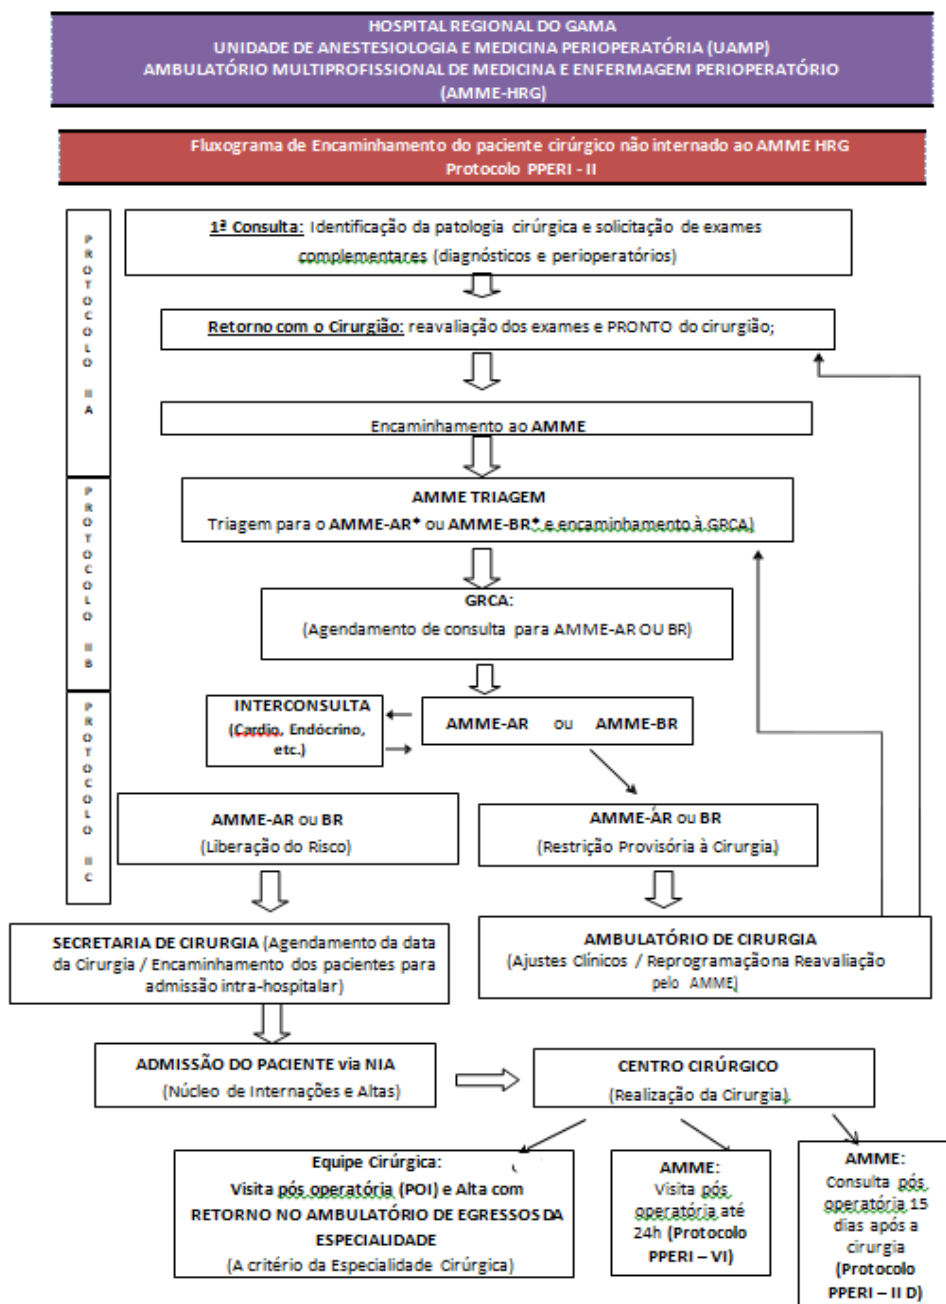 HOSPITAL REGIONAL DO GAMA
UNIDADE DE ANESTESIOLOGIA E MEDICINA PERIOPERATÓRIA (UAMP)
AMBULATÓRIO MULTIPROFISSIONAL DE MEDICINA E ENFERMAGEM PERIOPERATÓRIO
(AMME-HRG)
Fluxograma de Encaminhamento do paciente cirúrgico não internado ao AMME HRG
Protocolo PPERI - II
PROTOCOLO II A
1ª Consulta: Identificação da patologia cirúrgica e solicitação de exames
complementares (diagnósticos e perioperatórios)
Retorno com o Cirurgião: reavaliação dos exames e PRONTO do cirurgião;
Encaminhamento ao AMME
PROTOCOLO II B
AMME TRIAGEM
Triagem para o AMME-AR* ou AMME-BR* e encaminhamento à GRCA)
GRCA:
(Agendamento de consulta para AMME-AR OU BR)
PROTOCOLO II C
INTERCONSULTA
(Cardio, Endócrino,
etc.)
AMME-AR ou AMME-BR
AMME-AR ou BR
(Liberação do Risco)
AMME-ÁR ou BR
(Restrição Provisória à Cirurgia)
SECRETARIA DE CIRURGIA (Agendamento da data
da Cirurgia / Encaminhamento dos pacientes para
admissão intra-hospitalar)
AMBULATÓRIO DE CIRURGIA
(Ajustes Clínicos / Reprogramaçãona Reavaliação
pelo AMME)
ADMISSÃO DO PACIENTE via NIA
(Núcleo de Internações e Altas)
CENTRO CIRÚRGICO
(Realização da Cirurgia)
Equipe Cirúrgica:
Visita pós operatória (POI) e Alta com
RETORNO NO AMBULATÓRIO DE EGRESSOS DA
ESPECIALIDADE
(A critério da Especialidade Cirúrgica)
AMME:
Visita pós
operatória até
24h (Protocolo
PPERI – VI)
AMME:
Consulta pós
operatória 15
dias após a
cirurgia
(Protocolo
PPERI – II D)